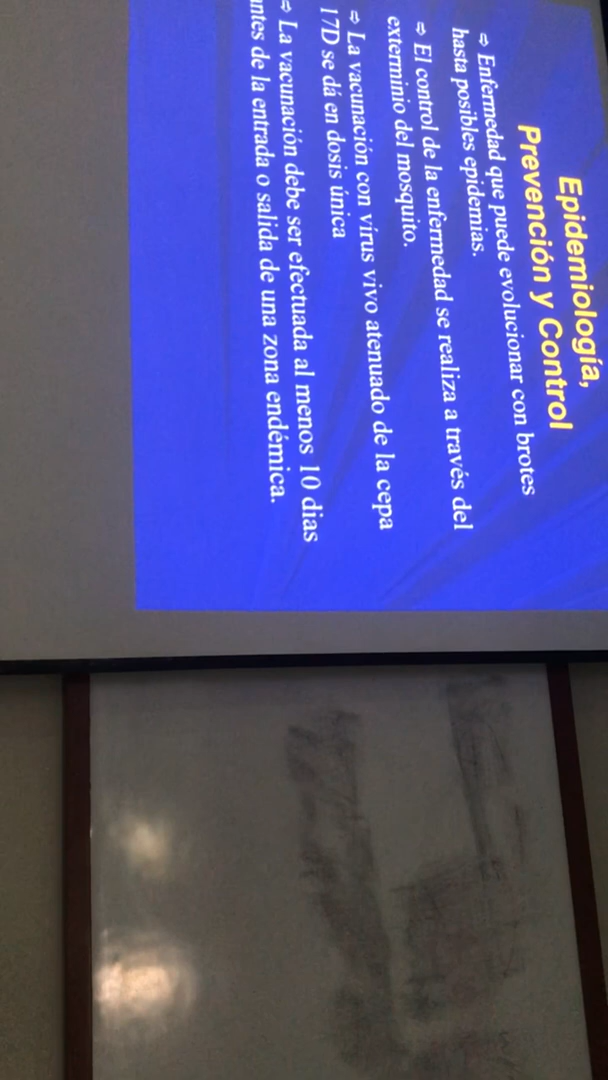 Epidemiología,
Prevención y Control
⇨ Enfermedad que puede evolucionar con brotes
hasta posibles epidemias.
⇨ El control de la enfermedad se realiza a través del
exterminio del mosquito.
⇨ La vacunación con vírus vivo atenuado de la cepa
17D se dá en dosis única
⇨ La vacunación debe ser efectuada al menos 10 dias
antes de la entrada o salida de una zona endémica.